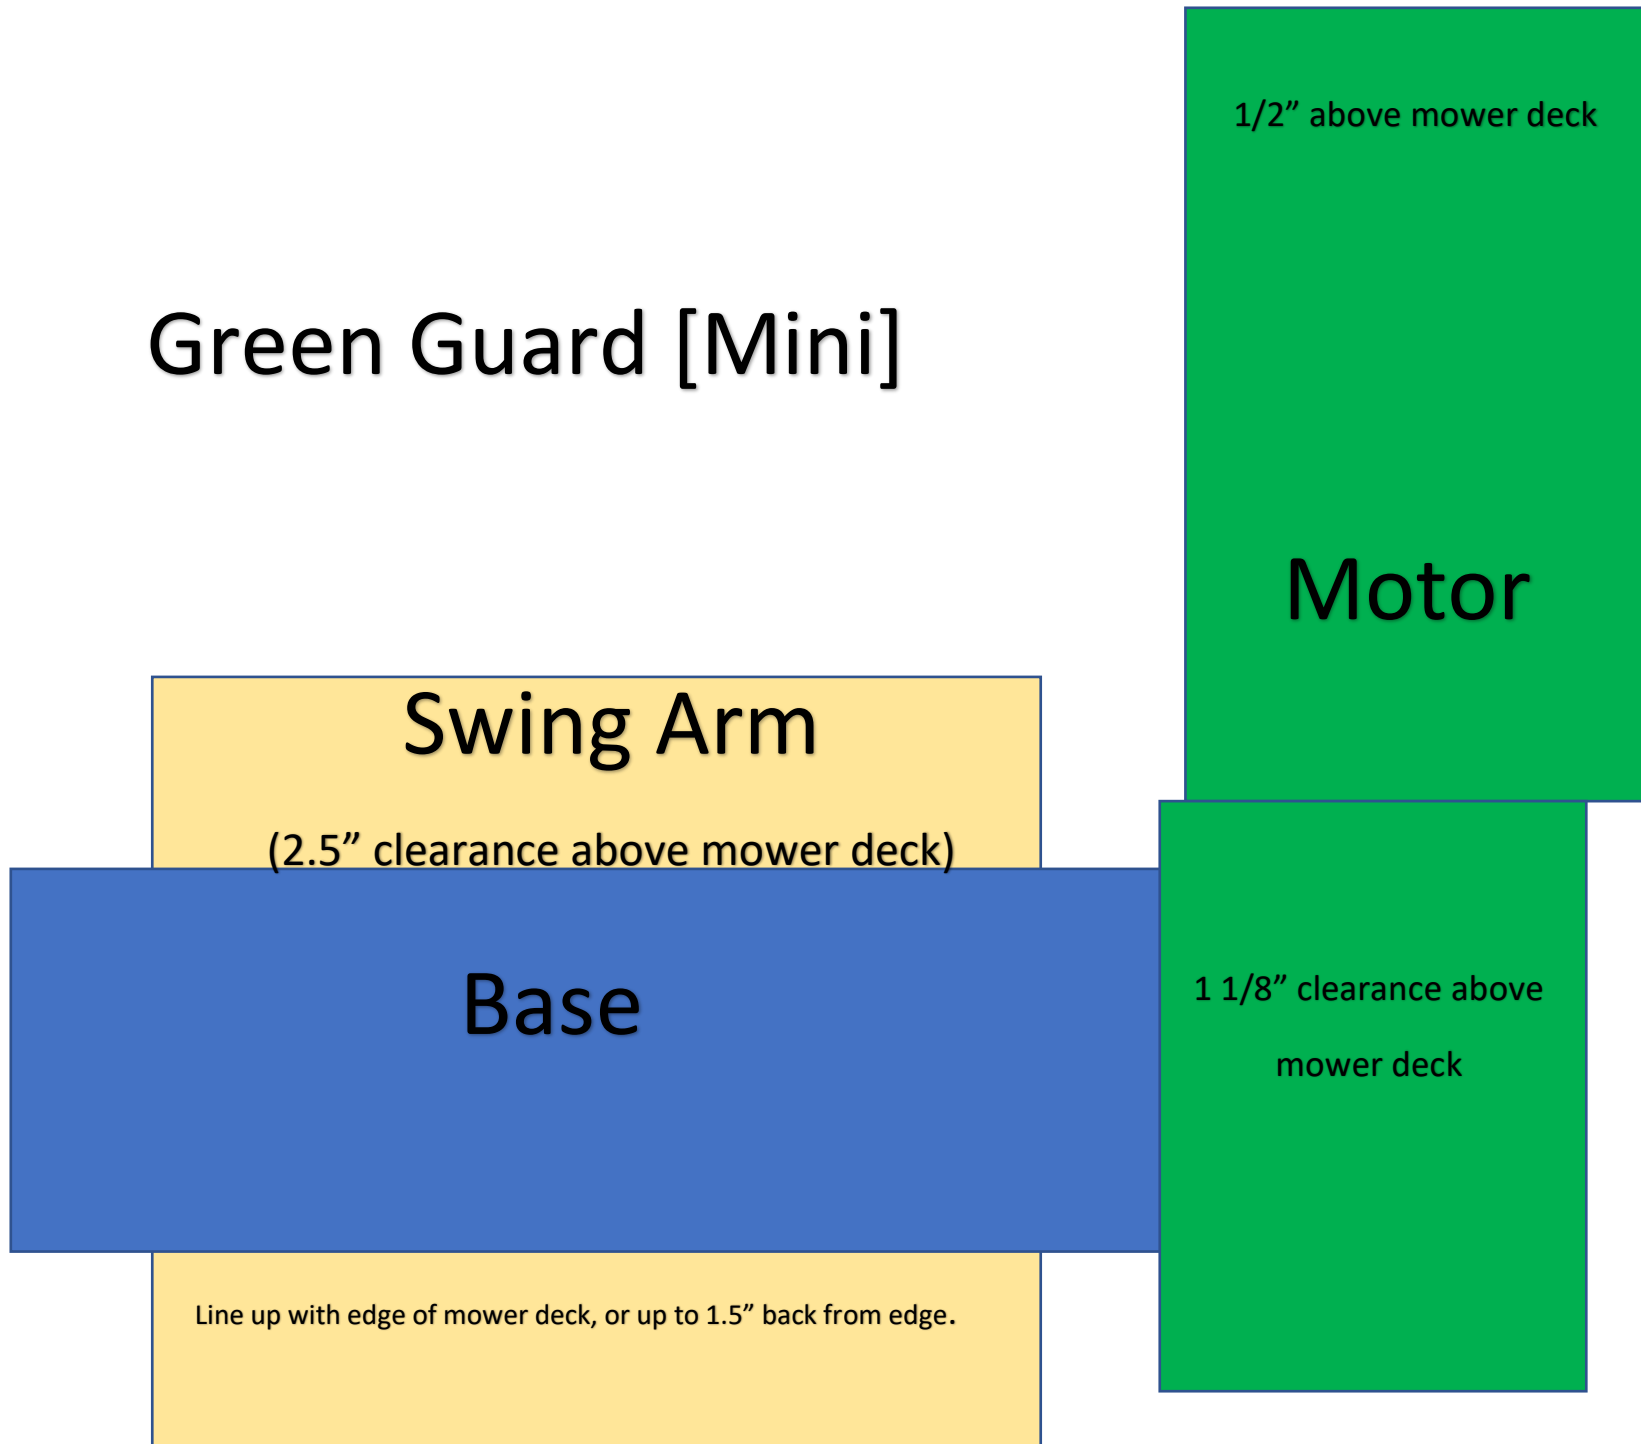 1/2” above mower deck
Green Guard [Mini]
Motor
Swing Arm
(2.5” clearance above mower deck)
Base
1 1/8” clearance above
mower deck
Line up with edge of mower deck, or up to 1.5” back from edge.